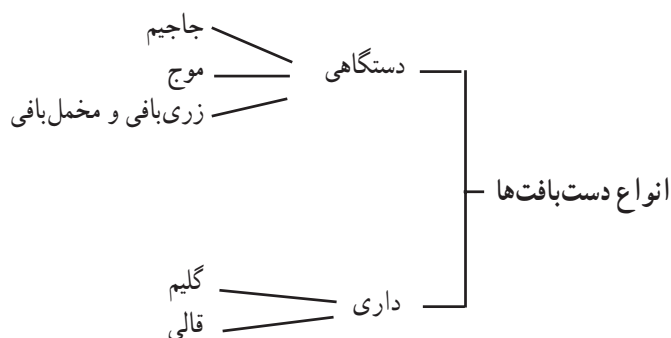 انواع دست‌بافت‌ها
دستگاهی
جاجیم
موج
زری‌بافی و مخمل‌بافی
داری
گلیم
قالی